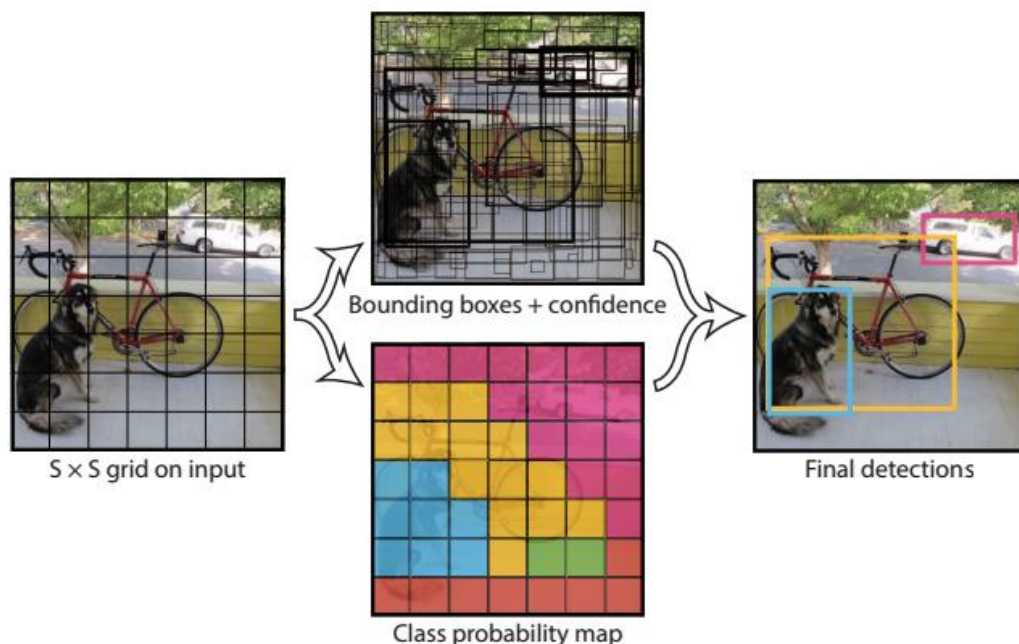 S × S grid on input
Bounding boxes + confidence
Class probability map
Final detections